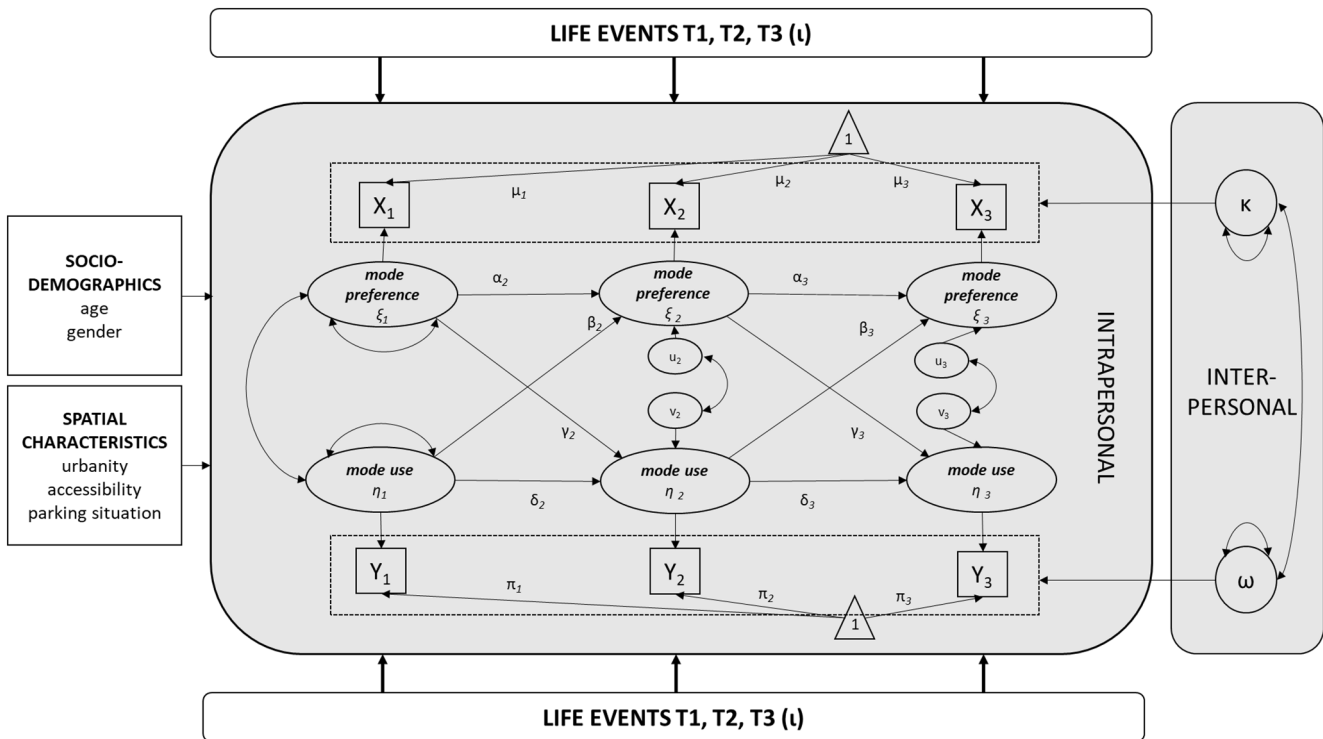 LIFE EVENTS T1, T2, T3 (ι)
1
μ1
μ2
μ3
X1
X2
X3
κ
SOCIO-
DEMOGRAPHICS
age
gender
mode
preference
ξ1
α2
mode
preference
ξ2
α3
mode
preference
ξ3
β2
β3
u2
u3
v2
v3
INTRAPERSONAL
INTER-
PERSONAL
SPATIAL
CHARACTERISTICS
urbanity
accessibility
parking situation
γ2
γ3
mode use
η1
δ2
mode use
η2
δ3
mode use
η3
Y1
Y2
Y3
ω
π1
π2
π3
1
LIFE EVENTS T1, T2, T3 (ι)